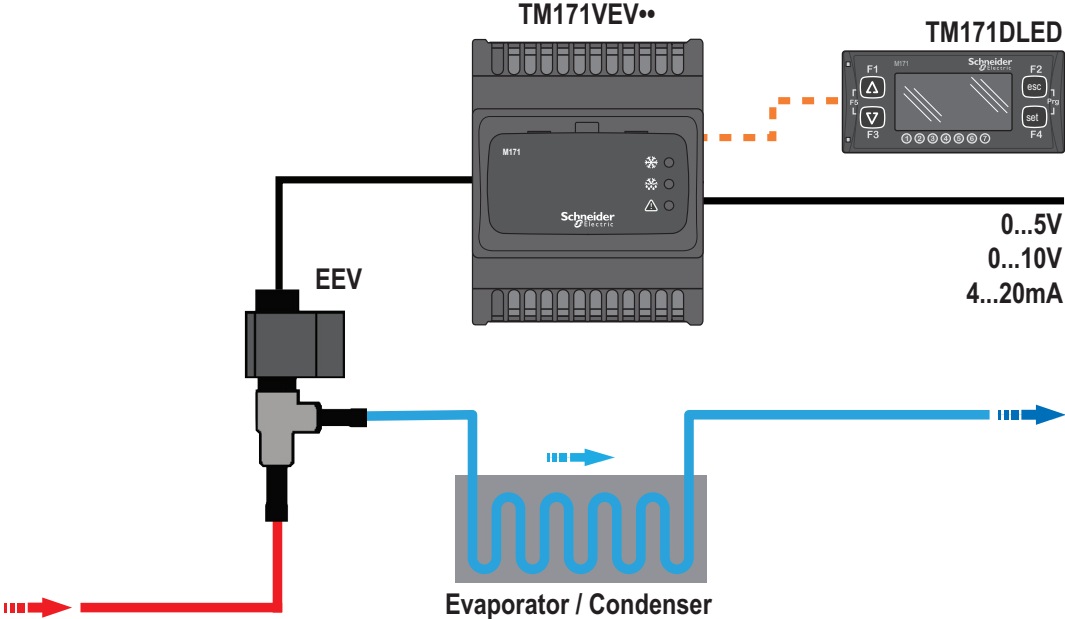 TM171VEV••
TM171DLED
M171
Schneider
Electric
F1
F2
esc
F5
Prg
set
F3
F4
1 2 3 4 5 6 7
M171
Schneider
Electric
0...5V
0...10V
4...20mA
EEV
Evaporator / Condenser